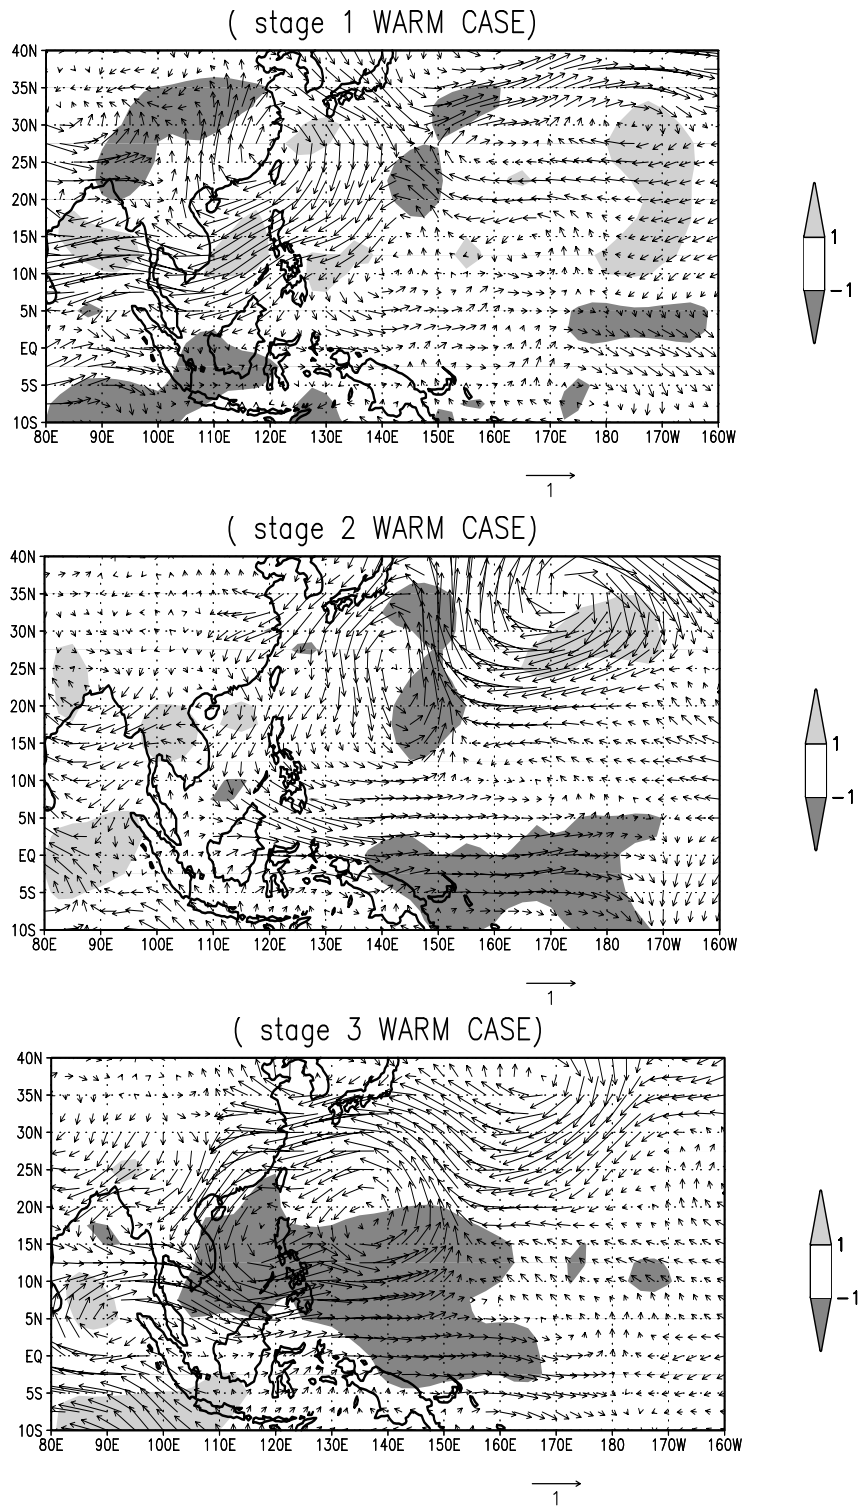 ( stage 1 WARM CASE)
40N
35N
30N
25N
20N
15N
10N
5N
EQ
5S
10S
80E 90E 100E 110E 120E 130E 140E 150E 160E 170E 180 170W 160W
1
-1
1
( stage 2 WARM CASE)
40N
35N
30N
25N
20N
15N
10N
5N
EQ
5S
10S
80E 90E 100E 110E 120E 130E 140E 150E 160E 170E 180 170W 160W
1
-1
1
( stage 3 WARM CASE)
40N
35N
30N
25N
20N
15N
10N
5N
EQ
5S
10S
80E 90E 100E 110E 120E 130E 140E 150E 160E 170E 180 170W 160W
1
-1
1